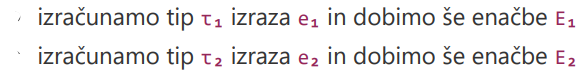 izračunamo tip τ₁ izraza e₁ in dobimo še enačbe E₁
izračunamo tip τ₂ izraza e₂ in dobimo še enačbe E₂